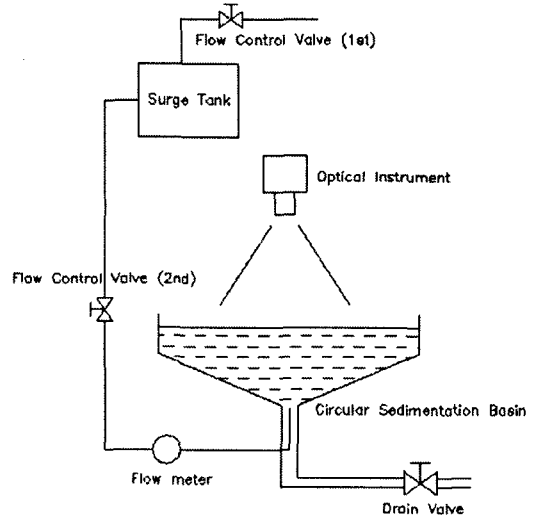 Flow Control Valve (1st)
Surge Tank
Optical Instrument
Flow Control Valve (2nd)
Circular Sedimentation Basin
Flow meter
Drain Valve